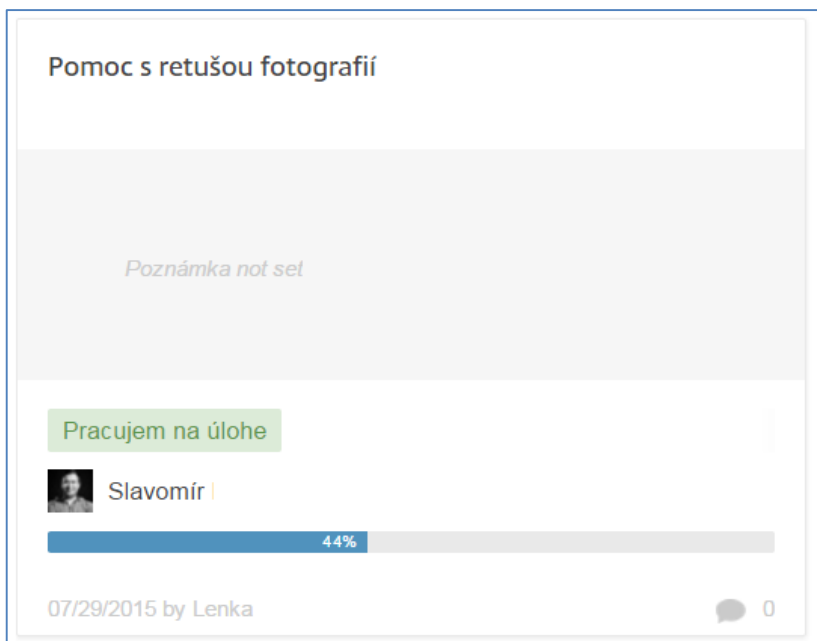 Pomoc s retušou fotografií
Poznámka not set
Pracujem na úlohe
Slavomír
44%
07/29/2015 by Lenka
0